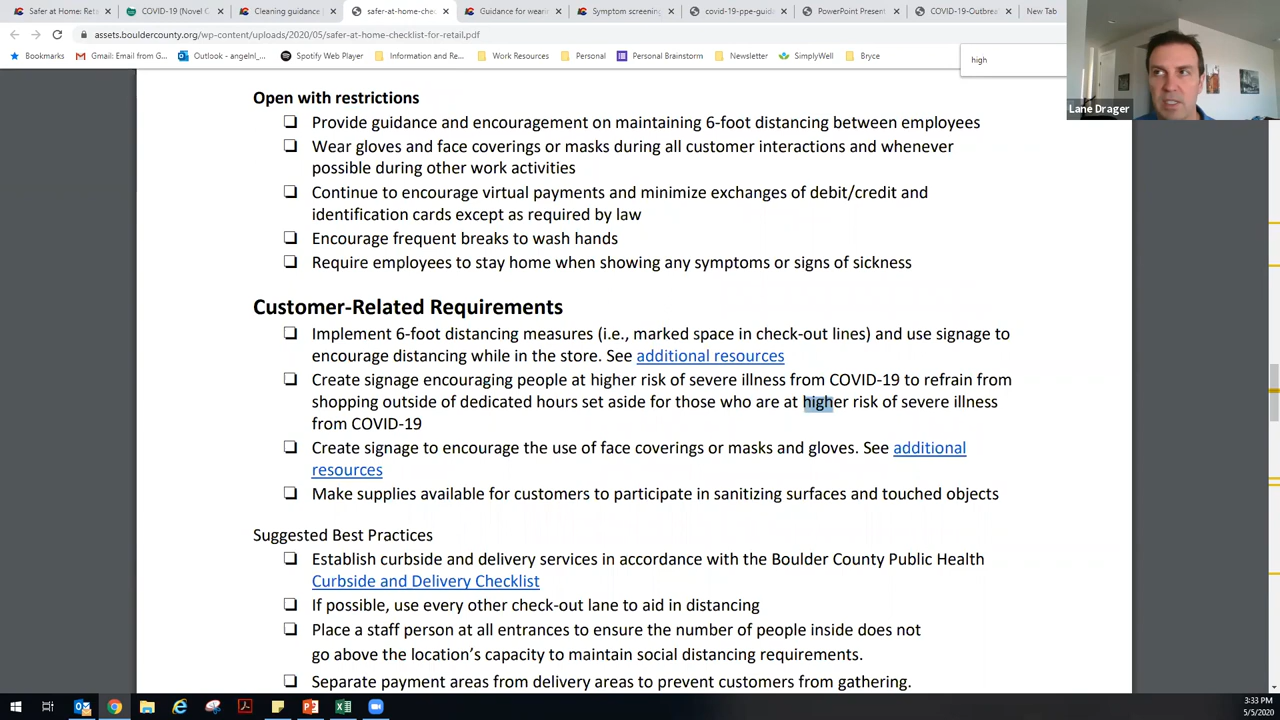 Safer at Home: Ret
COVID-19 (Novel C
Cleaning guidance
safer-at-home-che
Guidance for wear
Symptom screenin
covid-19-ppe-guid
PowerPoint Present
COVID-19-Outbrea
New Tab
assets.bouldercounty.org/wp-content/uploads/2020/05/safer-at-home-checklist-for-retail.pdf
Bookmarks
Gmail: Email from G...
Outlook - angelnl_...
Spotify Web Player
Information and Re...
Work Resources
Personal
Personal Brainstorm
Newsletter
SimplyWell
Bryce
high
Lane Drager
Open with restrictions
Provide guidance and encouragement on maintaining 6-foot distancing between employees
Wear gloves and face coverings or masks during all customer interactions and whenever
possible during other work activities
Continue to encourage virtual payments and minimize exchanges of debit/credit and
identification cards except as required by law
Encourage frequent breaks to wash hands
Require employees to stay home when showing any symptoms or signs of sickness
Customer-Related Requirements
Implement 6-foot distancing measures (i.e., marked space in check-out lines) and use signage to
encourage distancing while in the store. See additional resources
Create signage encouraging people at higher risk of severe illness from COVID-19 to refrain from
shopping outside of dedicated hours set aside for those who are at higher risk of severe illness
from COVID-19
Create signage to encourage the use of face coverings or masks and gloves. See additional
resources
Make supplies available for customers to participate in sanitizing surfaces and touched objects
Suggested Best Practices
Establish curbside and delivery services in accordance with the Boulder County Public Health
Curbside and Delivery Checklist
If possible, use every other check-out lane to aid in distancing
Place a staff person at all entrances to ensure the number of people inside does not
go above the location's capacity to maintain social distancing requirements.
Separate payment areas from delivery areas to prevent customers from gathering.
3:33 PM
5/5/2020